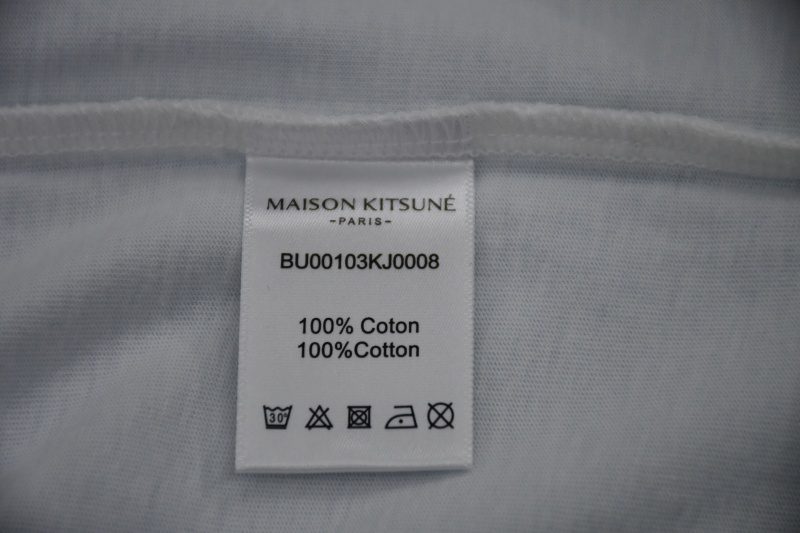 MAISON KITSUNÉ
-PARIS-
BU00103KJ0008
100% Coton
100%Cotton
30°